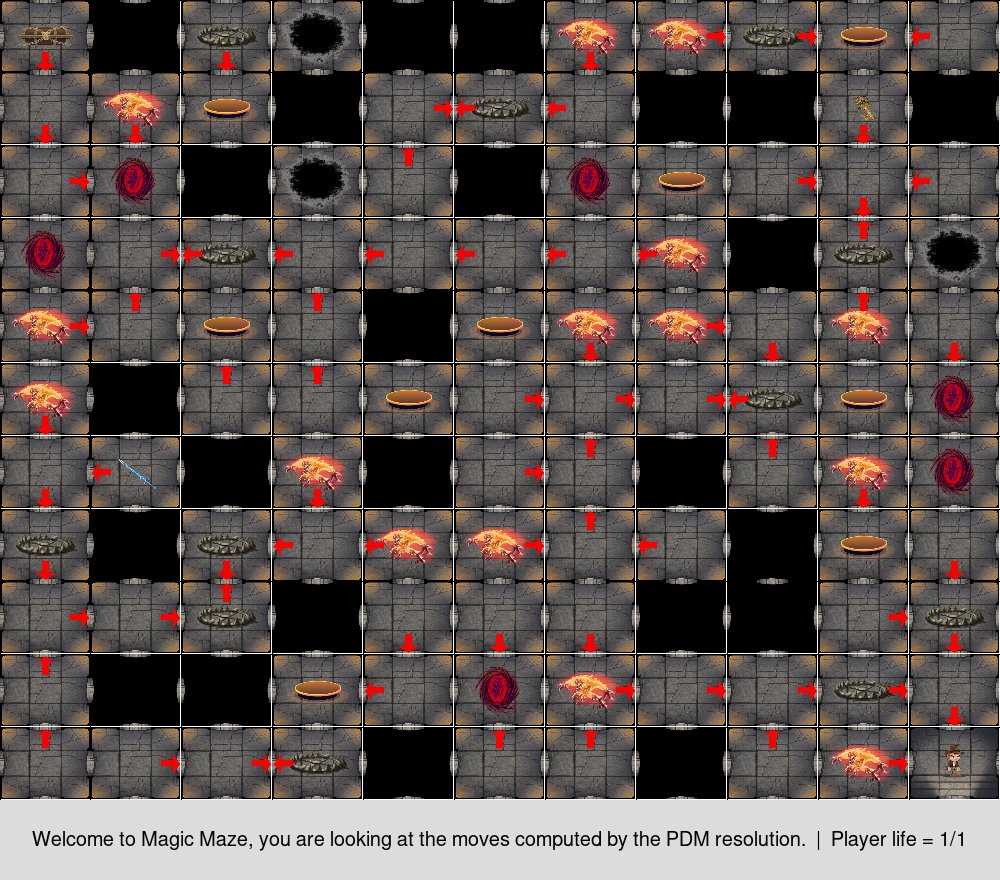 Welcome to Magic Maze, you are looking at the moves computed by the PDM resolution.  |  Player life = 1/1